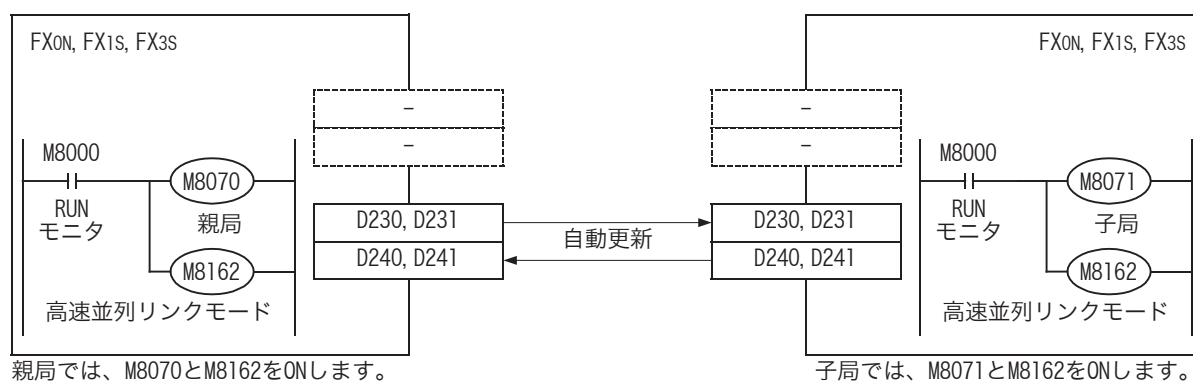 FX0N, FX1S, FX3S
–
–
M8000
RUN
モニタ
M8070
親局
M8162
高速並列リンクモード
D230, D231
D240, D241
親局では、M8070とM8162をONします。
自動更新
FX0N, FX1S, FX3S
–
–
D230, D231
D240, D241
M8000
RUN
モニタ
M8071
子局
M8162
高速並列リンクモード
子局では、M8071とM8162をONします。